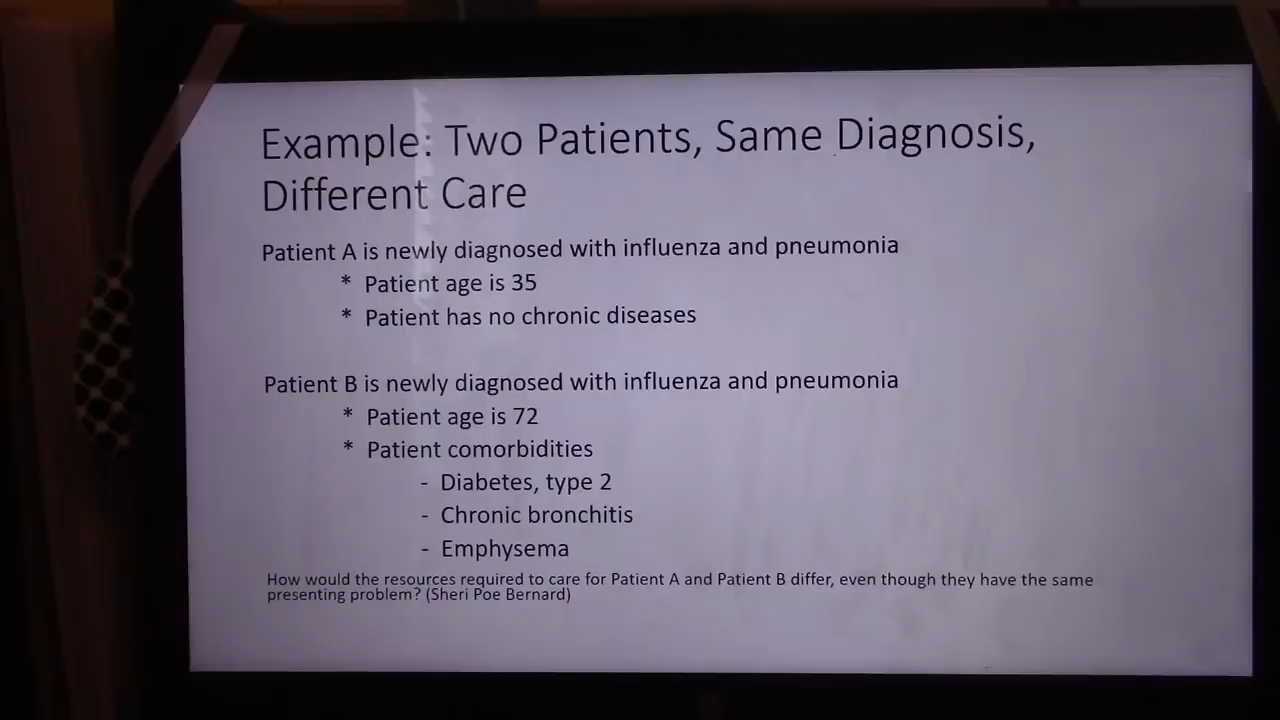 Example: Two Patients, Same Diagnosis,
Different Care
Patient A is newly diagnosed with influenza and pneumonia
* Patient age is 35
* Patient has no chronic diseases
Patient B is newly diagnosed with influenza and pneumonia
* Patient age is 72
* Patient comorbidities
- Diabetes, type 2
- Chronic bronchitis
- Emphysema
How would the resources required to care for Patient A and Patient B differ, even though they have the same
presenting problem? (Sheri Poe Bernard)